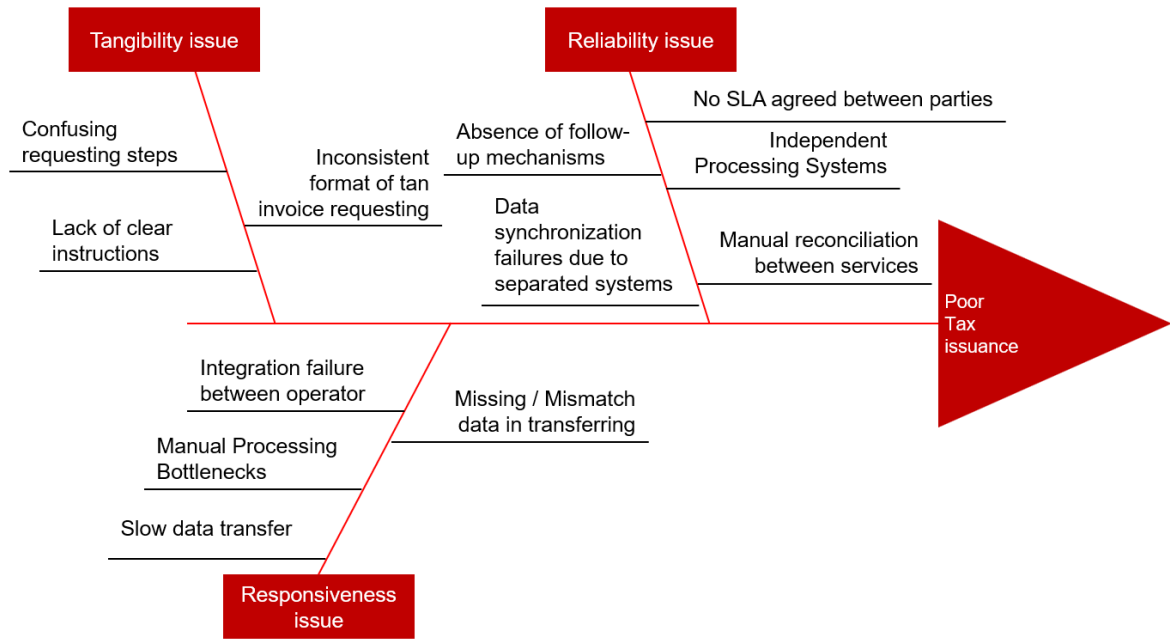 Tangibility issue
Reliability issue
Confusing
requesting steps
Inconsistent
format of tan
invoice requesting
Lack of clear
instructions
No SLA agreed between parties
Absence of follow-
up mechanisms
Independent
Processing Systems
Data
synchronization
failures due to
separated systems
Manual reconciliation
between services
Poor
Tax
issuance
Integration failure
between operator
Missing / Mismatch
data in transferring
Manual Processing
Bottlenecks
Slow data transfer
Responsiveness
issue